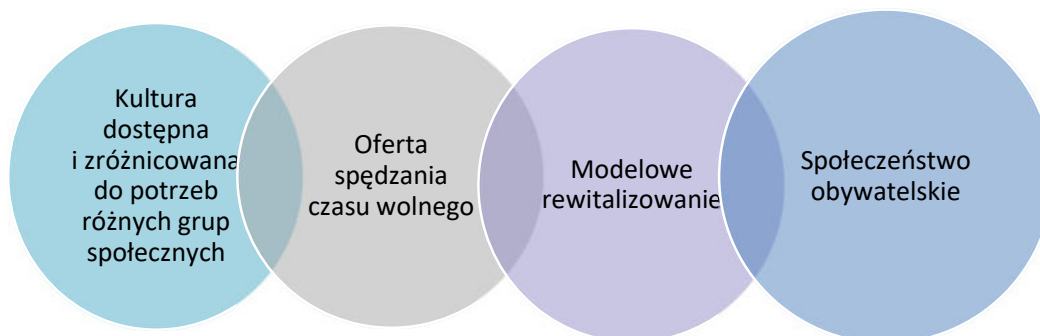 Kultura
dostępna
i zróżnicowana
do potrzeb
różnych grup
społecznych
Oferta
spędzania
czasu wolnego
Modelowe
rewitalizowanie
Społeczeństwo
obywatelskie